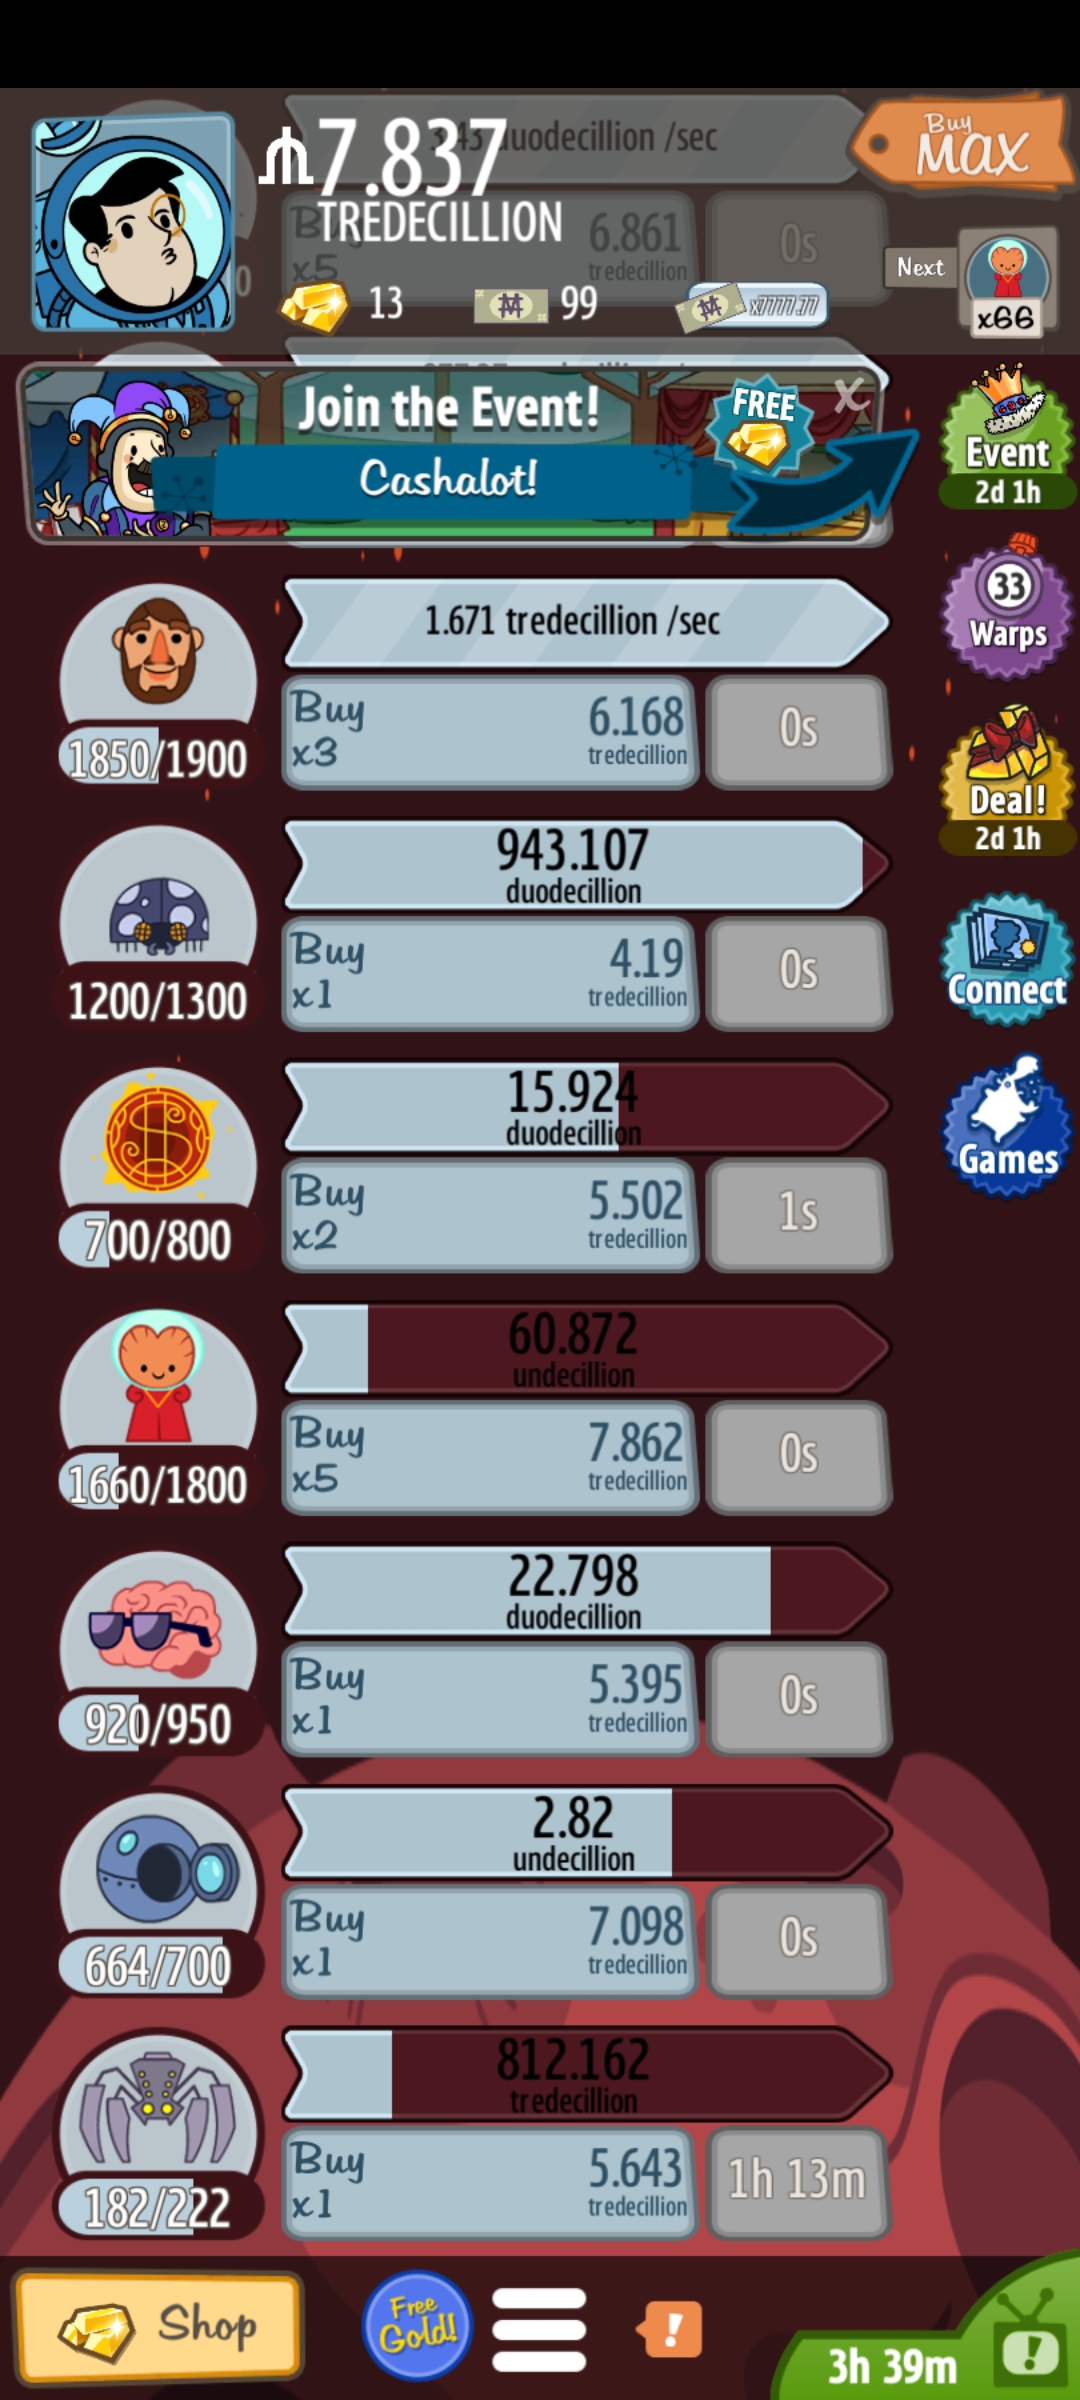 7.837
TREDECILLION
duodecillion /sec
Buy
MAX
x5
6.861
tredecillion
0s
Next
x66
13
99
x7777.77
Join the Event!
FREE
X
Cashalot!
Event
2d 1h
1.671 tredecillion /sec
33
Warps
Buy
x3
6.168
tredecillion
0s
1850/1900
Deal!
2d 1h
943.107
duodecillion
Buy
x1
4.19
tredecillion
0s
1200/1300
Connect
15.924
duodecillion
Buy
x2
5.502
tredecillion
1s
700/800
Games
60.872
undecillion
Buy
x5
7.862
tredecillion
0s
1660/1800
22.798
duodecillion
Buy
x1
5.395
tredecillion
0s
920/950
2.82
undecillion
Buy
x1
7.098
tredecillion
0s
664/700
812.162
tredecillion
Buy
x1
5.643
tredecillion
1h 13m
182/222
Shop
Free
Gold!
!
3h 39m
!